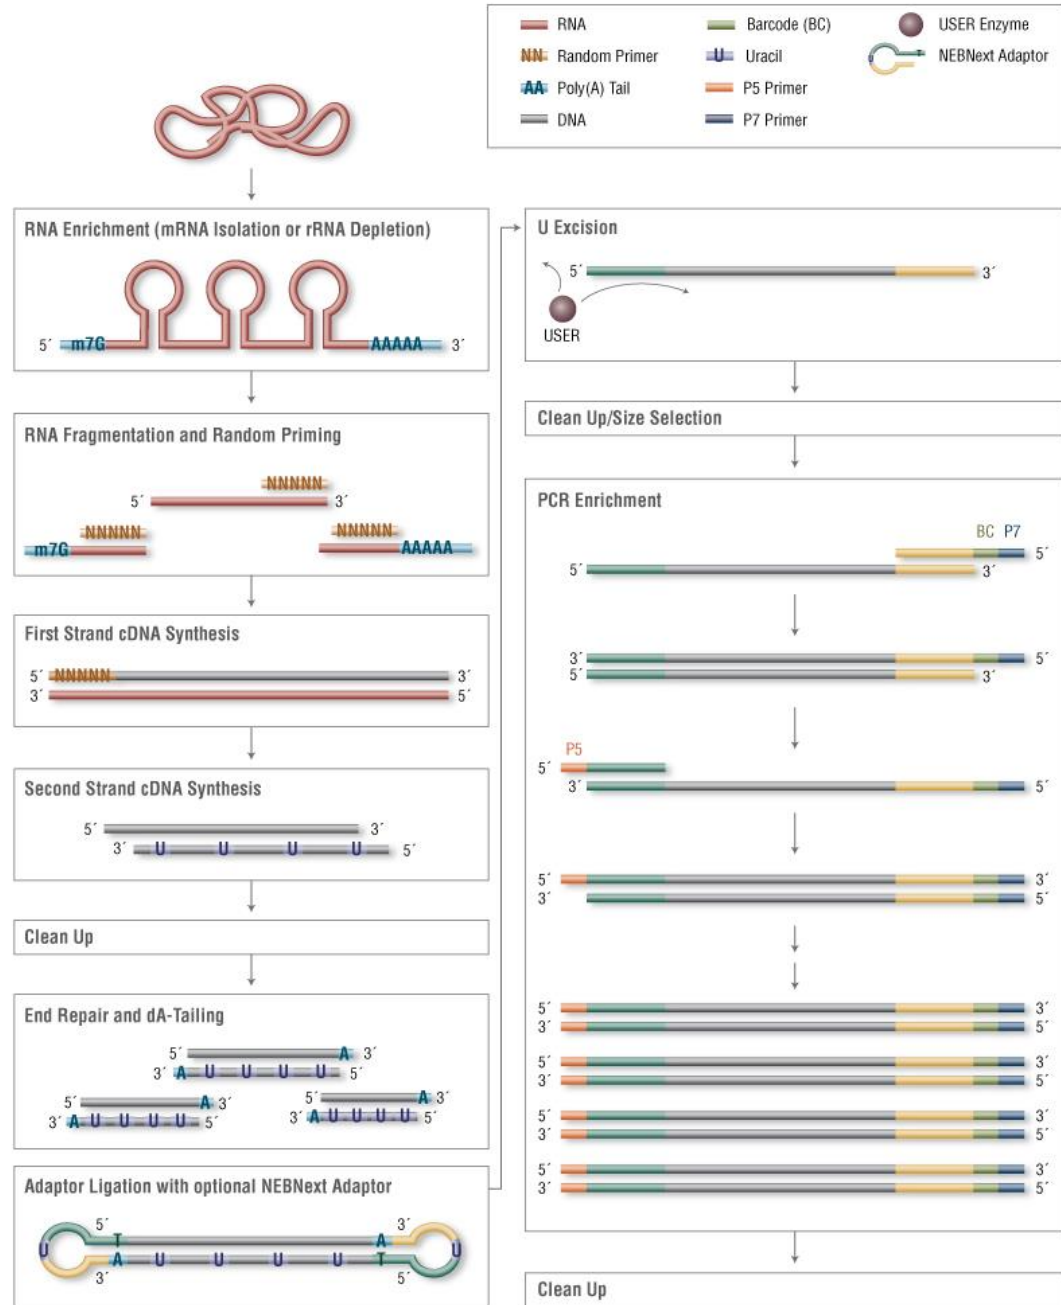 RNA
Random Primer
AA Poly(A) Tail
DNA
Barcode (BC)
U Uracil
P5 Primer
P7 Primer
USER Enzyme
U T NEBNext Adaptor
NN
RNA Enrichment (mRNA Isolation or rRNA Depletion)
5´ m7G AAAAA 3´
RNA Fragmentation and Random Priming
NNNNN
5´ 3´
NNNNN NNNNN
m7G AAAAA
First Strand cDNA Synthesis
5´ NNNNN 3´
3´ 5´
Second Strand cDNA Synthesis
5´ 3´
3´ U U U U 5´
Clean Up
End Repair and dA-Tailing
5´ A 3´
3´ A U U U U 5´
5´ A 3´ 5´ A 3´
3´ A U U U U 5´ 3´ A U U U U 5´
Adaptor Ligation with optional NEBNext Adaptor
5´ 3´
T A
U U
A U U U U T
3´ 5´
U Excision
5´ 3´
USER
Clean Up/Size Selection
PCR Enrichment
BC P7
5´
5´ 3´
3´ 5´
5´ 3´
P5
5´
3´ 5´
5´ 3´
3´ 5´
5´ 3´
3´ 5´
5´ 3´
3´ 5´
5´ 3´
3´ 5´
5´ 3´
3´ 5´
Clean Up